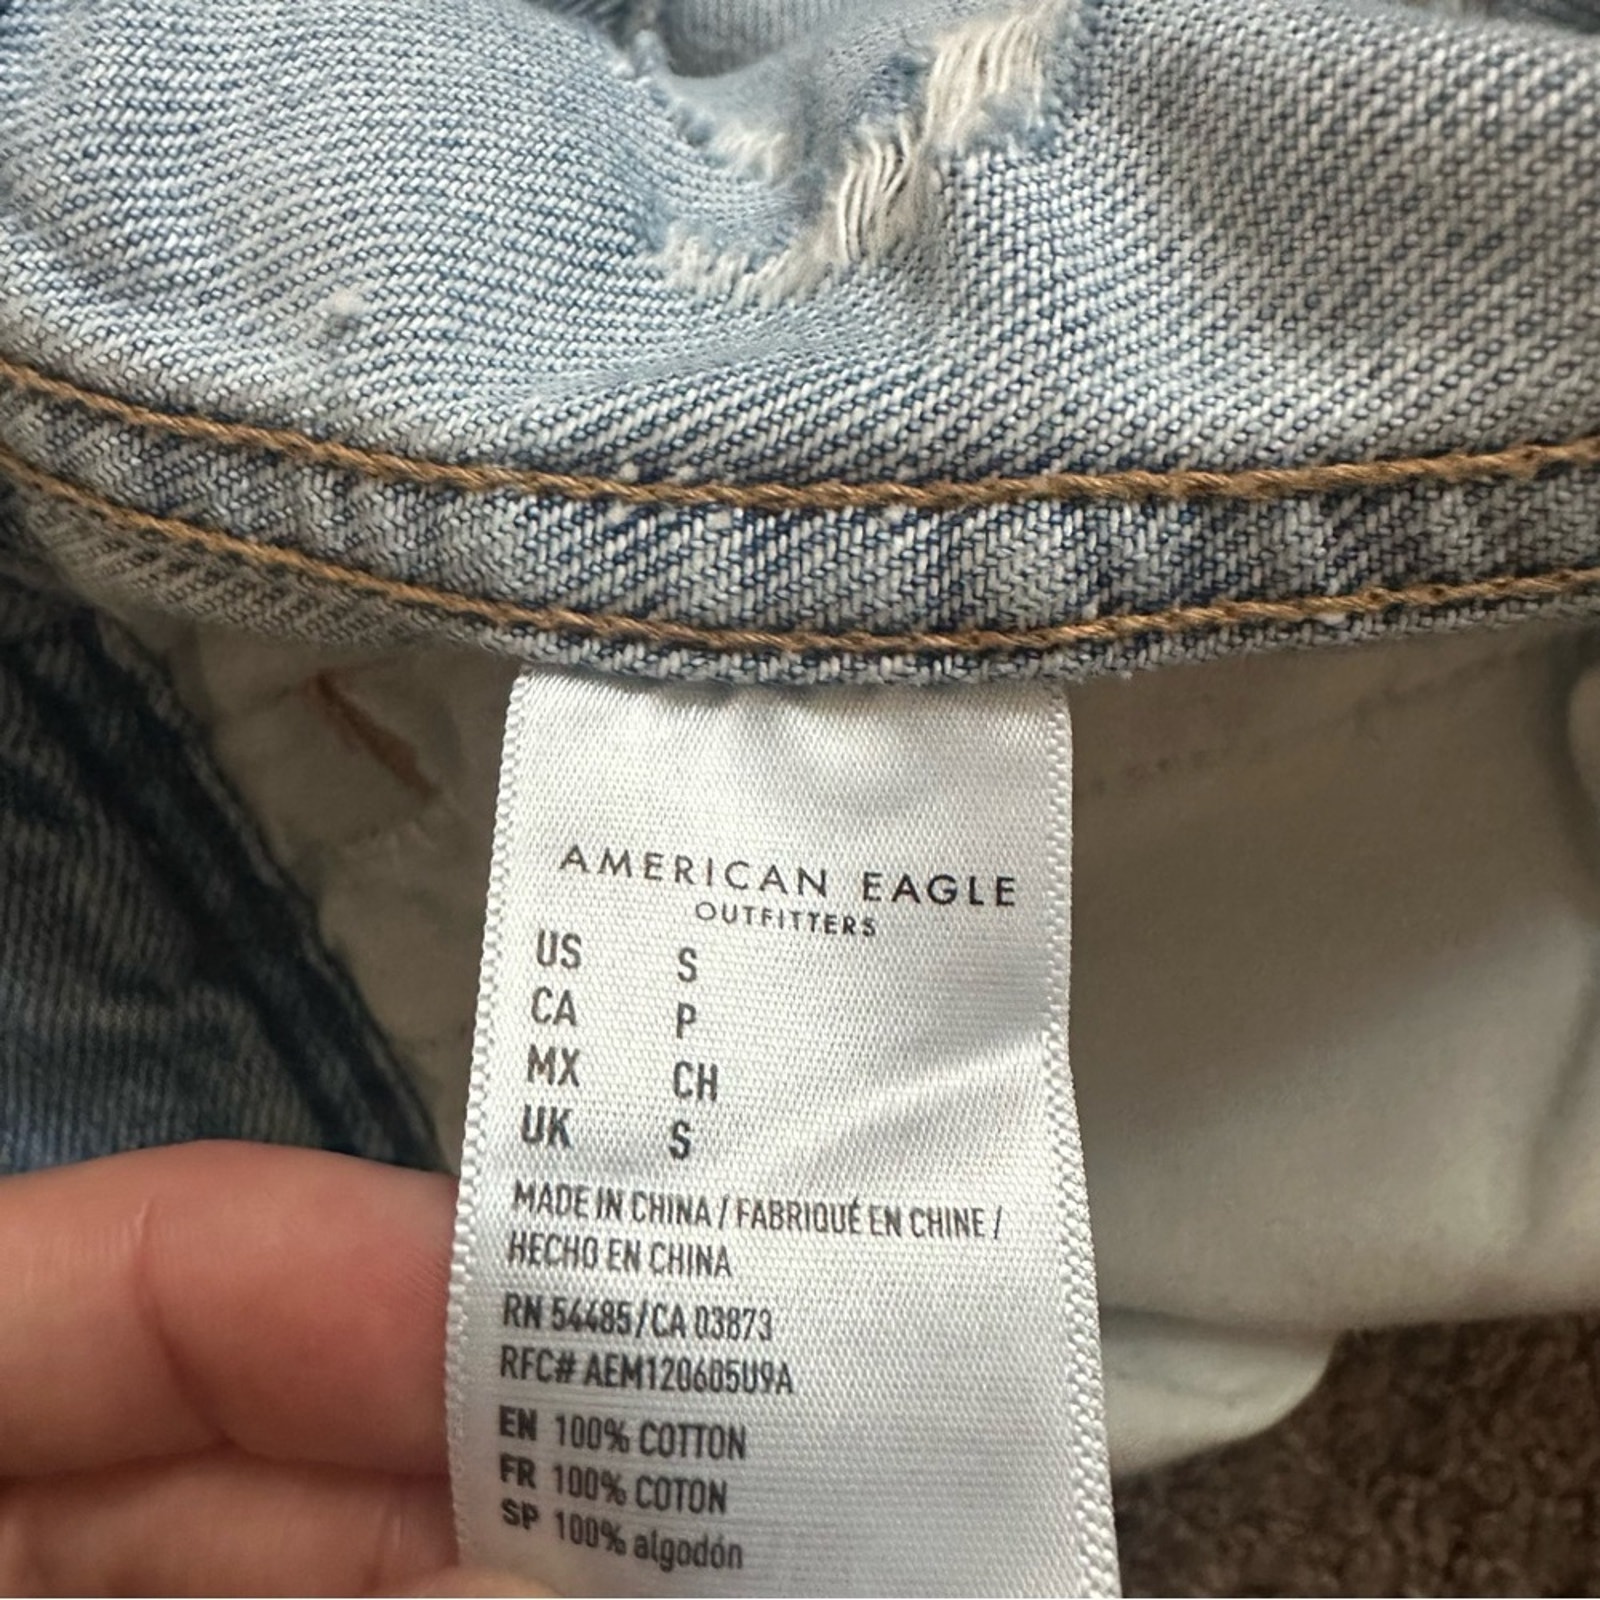 AMERICAN EAGLE
OUTFITTERS
US S
CA P
MX CH
UK S
MADE IN CHINA / FABRIQUÉ EN CHINE /
HECHO EN CHINA
RN 54485/CA 03873
RFC# AEM120605U9A
EN 100% COTTON
FR 100% COTON
SP 100% algodón